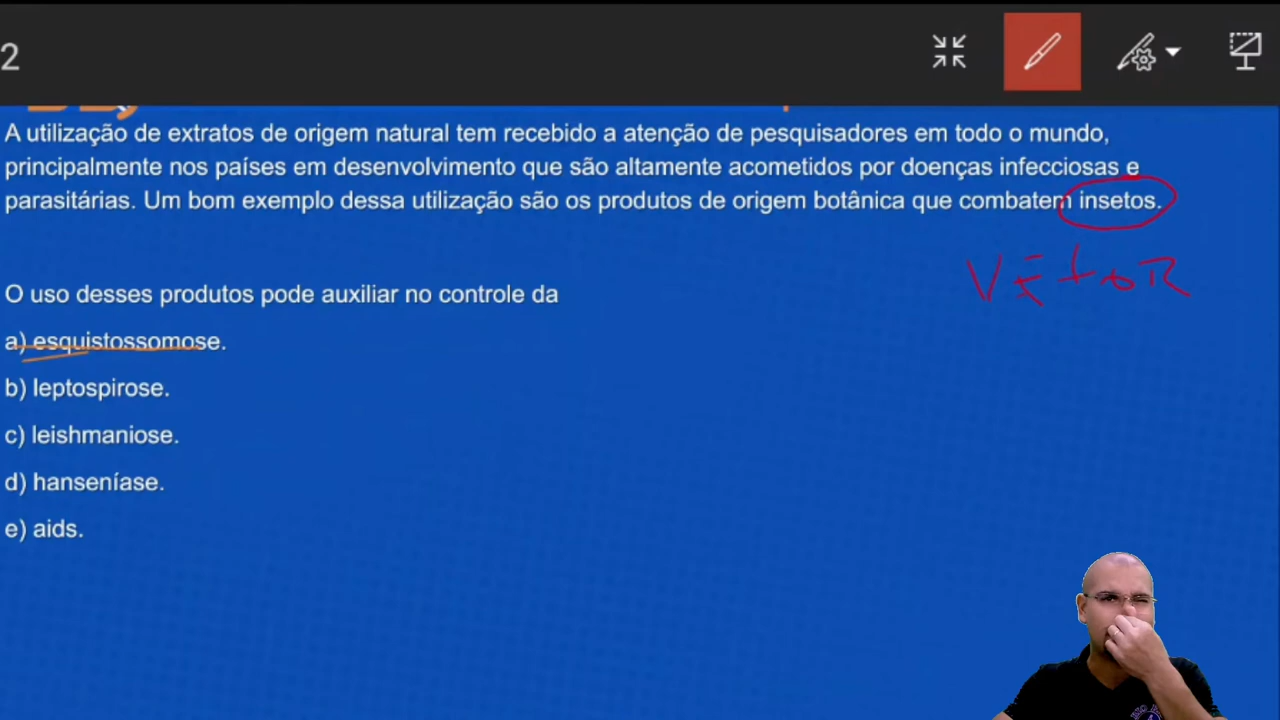 2
A utilização de extratos de origem natural tem recebido a atenção de pesquisadores em todo o mundo,
principalmente nos países em desenvolvimento que são altamente acometidos por doenças infecciosas e
parasitárias. Um bom exemplo dessa utilização são os produtos de origem botânica que combatem insetos.
VEtoR
O uso desses produtos pode auxiliar no controle da
a) esquistossomose.
b) leptospirose.
c) leishmaniose.
d) hanseníase.
e) aids.